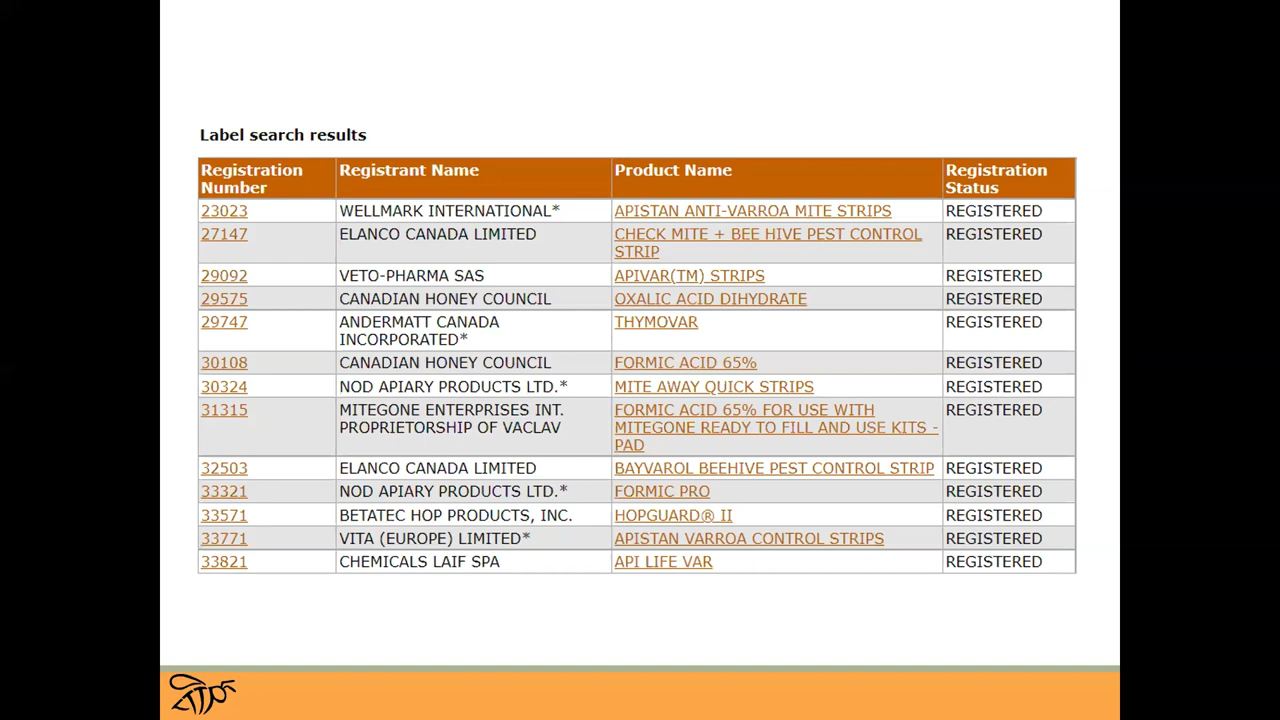 Label search results
Registration Number Registrant Name Product Name Registration Status
23023 WELLMARK INTERNATIONAL* APISTAN ANTI-VARROA MITE STRIPS REGISTERED
27147 ELANCO CANADA LIMITED CHECK MITE + BEE HIVE PEST CONTROL STRIP REGISTERED
29092 VETO-PHARMA SAS APIVAR(TM) STRIPS REGISTERED
29575 CANADIAN HONEY COUNCIL OXALIC ACID DIHYDRATE REGISTERED
29747 ANDERMATT CANADA INCORPORATED* THYMOVAR REGISTERED
30108 CANADIAN HONEY COUNCIL FORMIC ACID 65% REGISTERED
30324 NOD APIARY PRODUCTS LTD.* MITE AWAY QUICK STRIPS REGISTERED
31315 MITEGONE ENTERPRISES INT. PROPRIETORSHIP OF VACLAV FORMIC ACID 65% FOR USE WITH MITEGONE READY TO FILL AND USE KITS - PAD REGISTERED
32503 ELANCO CANADA LIMITED BAYVAROL BEEHIVE PEST CONTROL STRIP REGISTERED
33321 NOD APIARY PRODUCTS LTD.* FORMIC PRO REGISTERED
33571 BETATEC HOP PRODUCTS, INC. HOPGUARD® II REGISTERED
33771 VITA (EUROPE) LIMITED* APISTAN VARROA CONTROL STRIPS REGISTERED
33821 CHEMICALS LAIF SPA API LIFE VAR REGISTERED